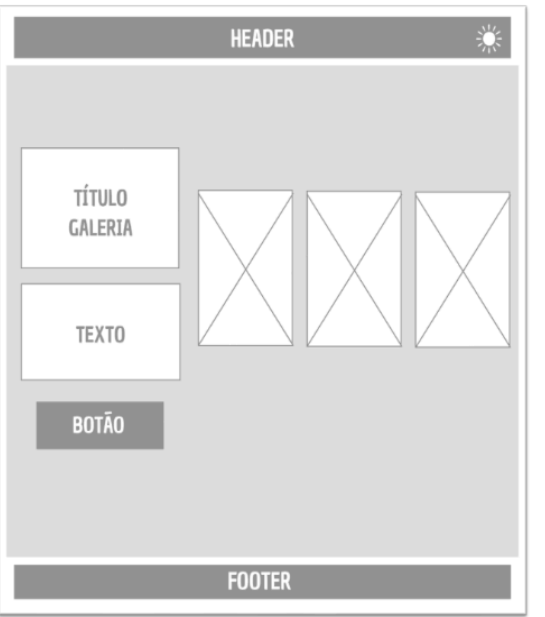 HEADER
TÍTULO
GALERIA
TEXTO
BOTÃO
FOOTER